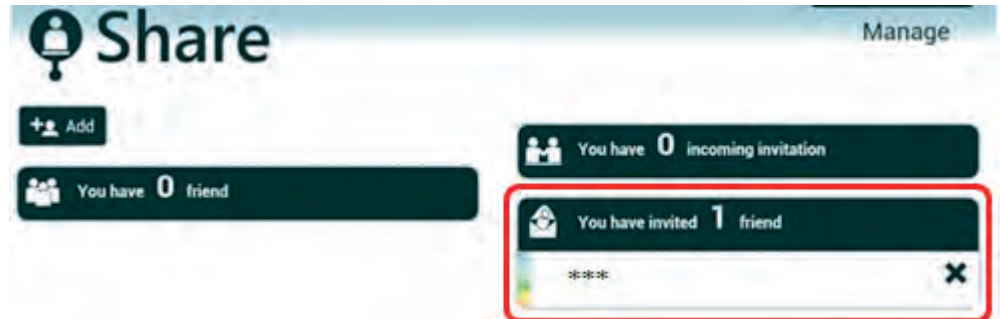 Share
Manage
Add
You have 0 friend
You have 0 incoming invitation
You have invited 1 friend
***